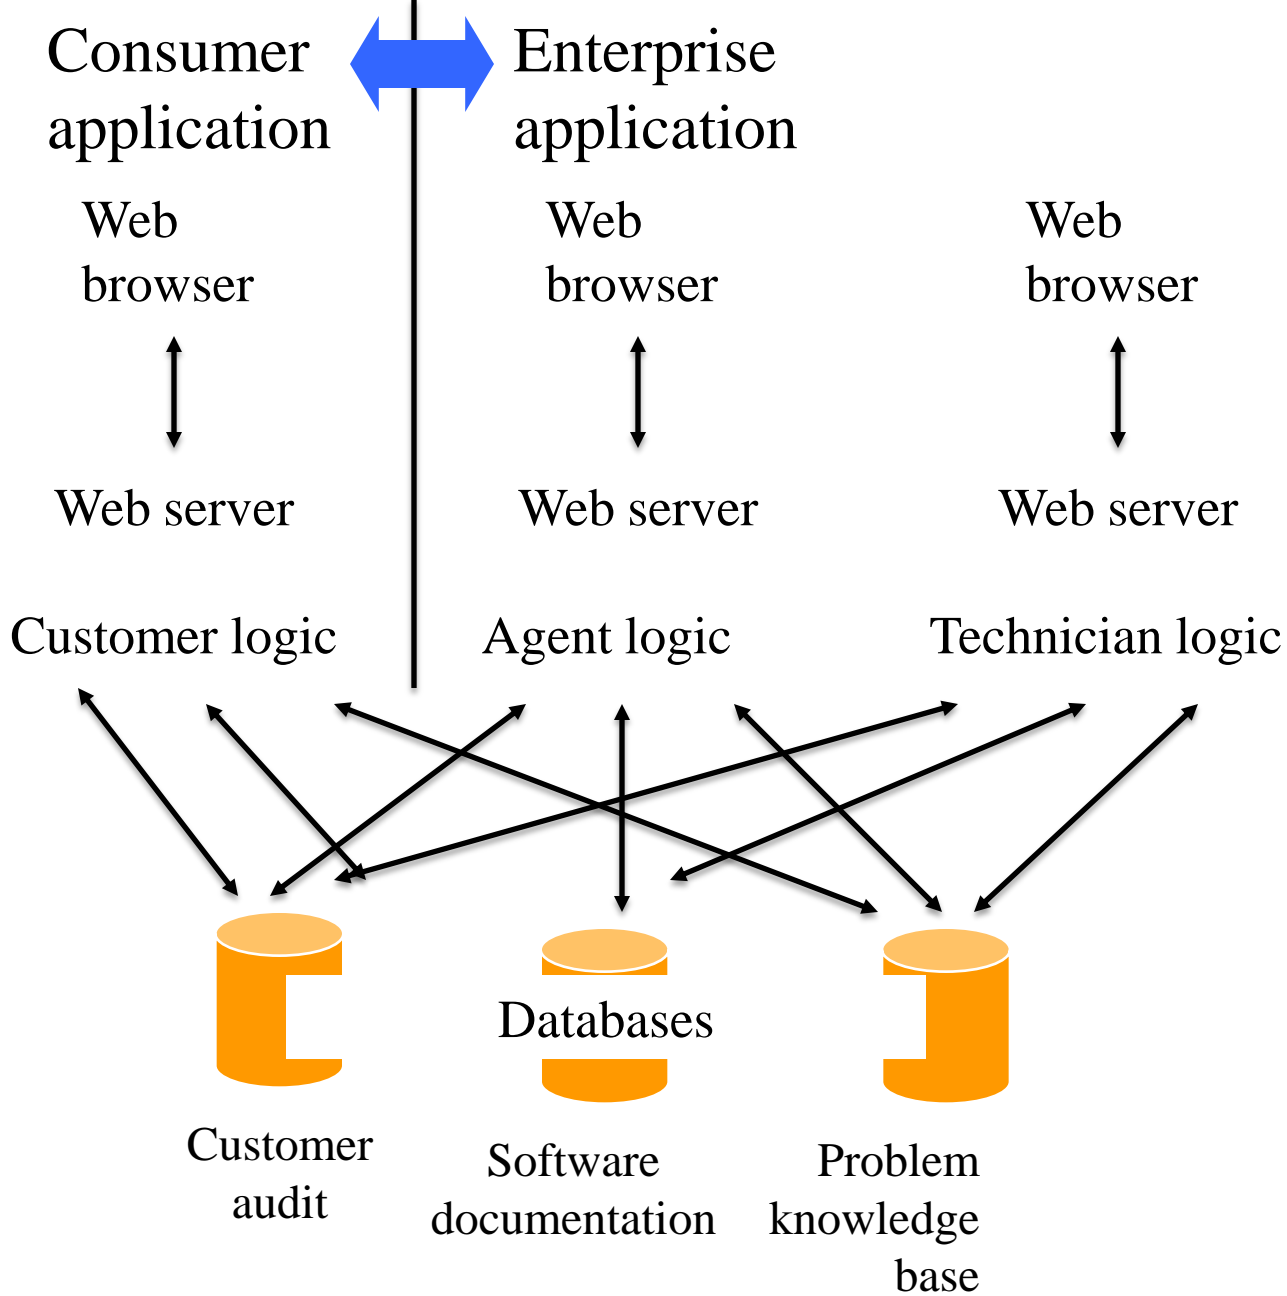 Consumer
application
Enterprise
application
Web
browser
Web
browser
Web
browser
Web server
Web server
Web server
Customer logic
Agent logic
Technician logic
Databases
Customer
audit
Software
documentation
Problem
knowledge
base